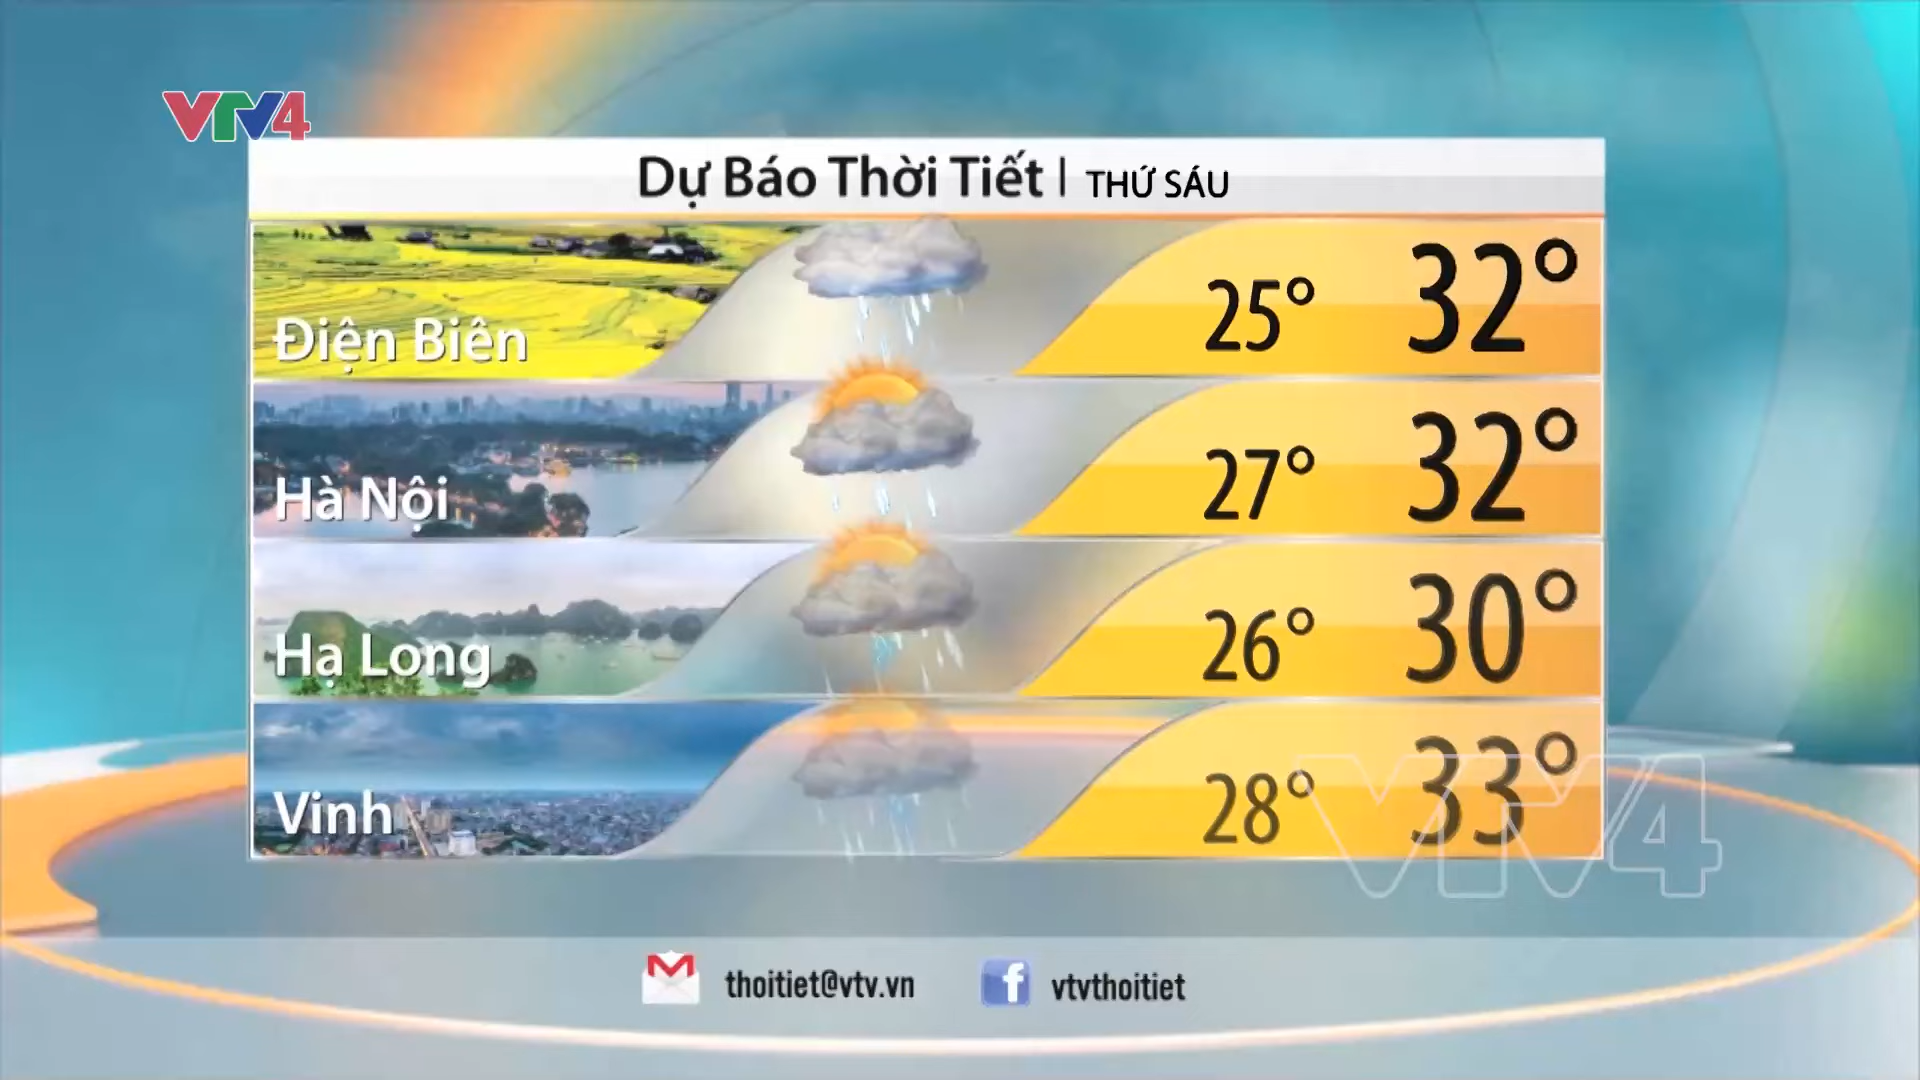 VTV4
Dự Báo Thời Tiết | THỨ SÁU
Điện Biên 25° 32°
Hà Nội 27° 32°
Hạ Long 26° 30°
Vinh 28° 33°
VTV4
thoitiet@vtv.vn vtvthoitiet